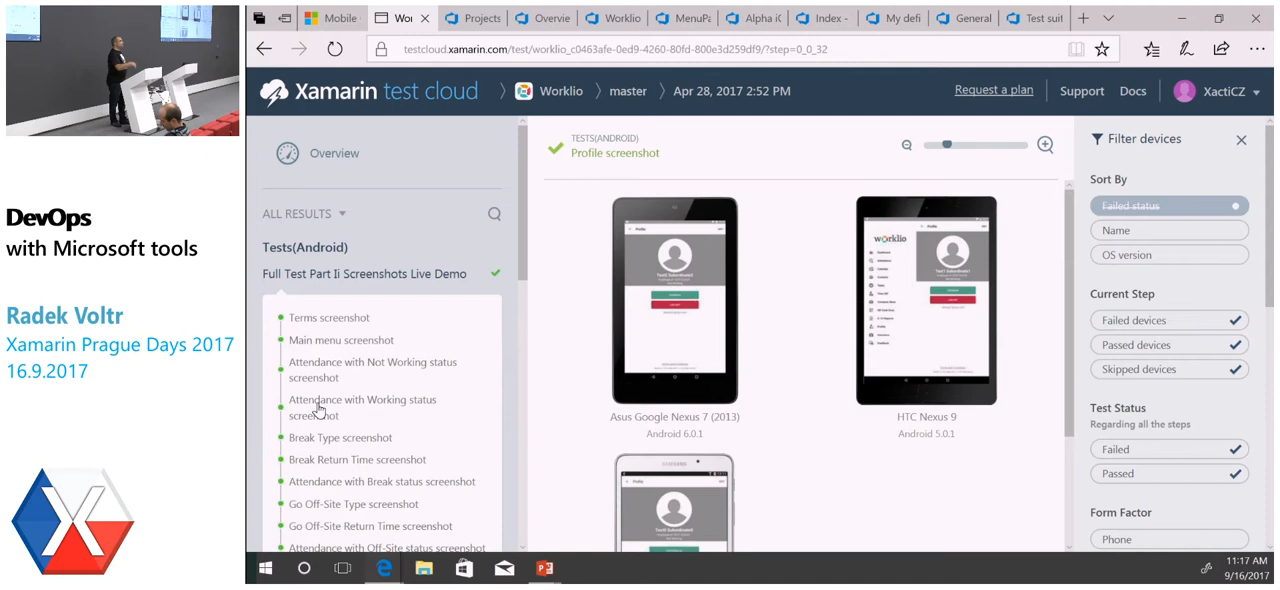 DevOps
with Microsoft tools
Radek Voltr
Xamarin Prague Days 2017
16.9.2017
Mobile
Wor
Projects
Overvie
Worklio
MenuPa
Alpha iO
Index -
My defi
General
Test suit
testcloud.xamarin.com/test/worklio_c0463afe-0ed9-4260-80fd-800e3d259df9/?step=0_0_32
Xamarin test cloud
Worklio
master
Apr 28, 2017 2:52 PM
Request a plan
Support
Docs
XactiCZ
Overview
ALL RESULTS
Tests(Android)
Full Test Part Ii Screenshots Live Demo
Terms screenshot
Main menu screenshot
Attendance with Not Working status
screenshot
Attendance with Working status
screenshot
Break Type screenshot
Break Return Time screenshot
Attendance with Break status screenshot
Go Off-Site Type screenshot
Go Off-Site Return Time screenshot
Attendance with Off-Site status screenshot
TESTS(ANDROID)
Profile screenshot
Profile
worklio
Profile
Asus Google Nexus 7 (2013)
Android 6.0.1
HTC Nexus 9
Android 5.0.1
SAMSUNG
Profile
Filter devices
Sort By
Failed status
Name
OS version
Current Step
Failed devices
Passed devices
Skipped devices
Test Status
Regarding all the steps
Failed
Passed
Form Factor
Phone
11:17 AM
9/16/2017